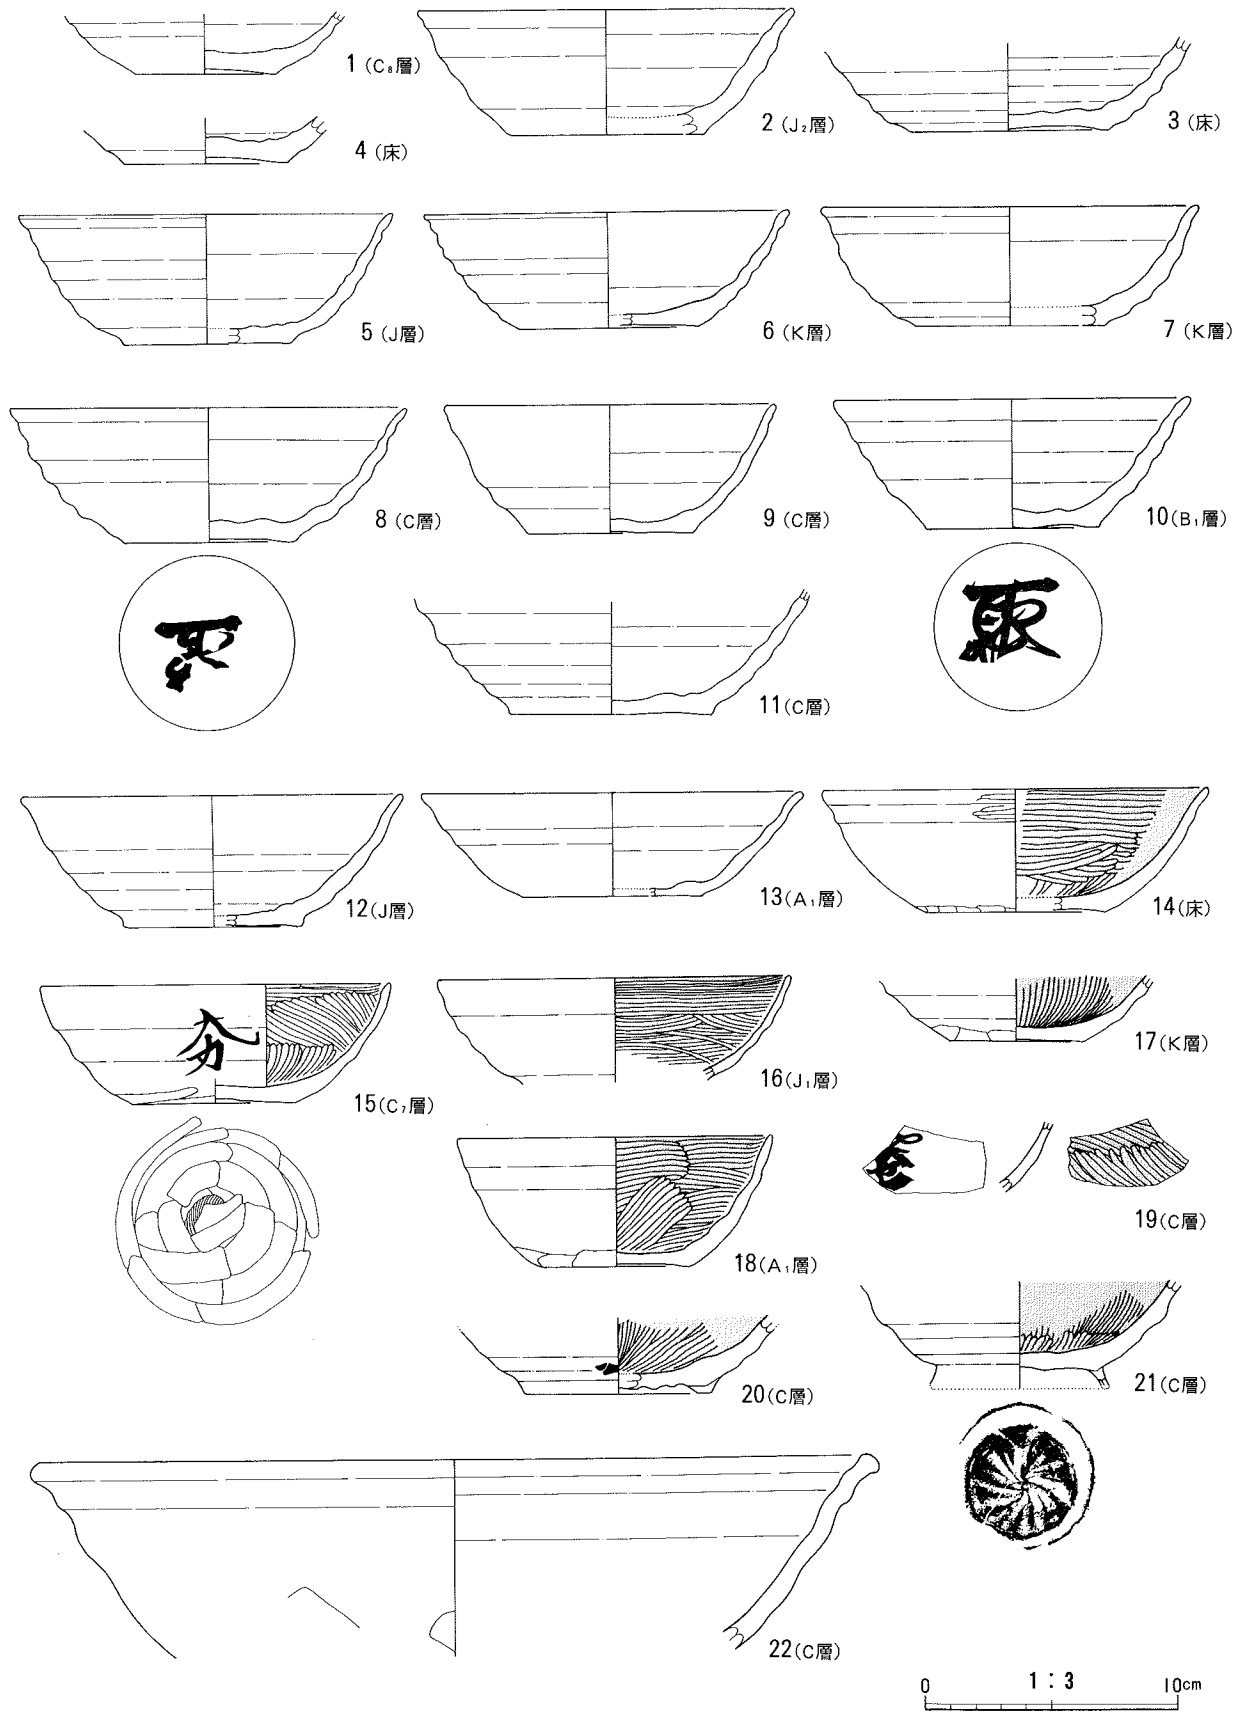 1 (C₈層)
2 (J₂層)
3 (床)
4 (床)
5 (J層)
6 (K層)
7 (K層)
8 (C層)
9 (C層)
10 (B₁層)
11 (C層)
12 (J層)
13 (A₁層)
14 (床)
15 (C₇層)
16 (J₁層)
17 (K層)
18 (A₁層)
19 (C層)
20 (C層)
21 (C層)
22 (C層)
0 1:3 10cm